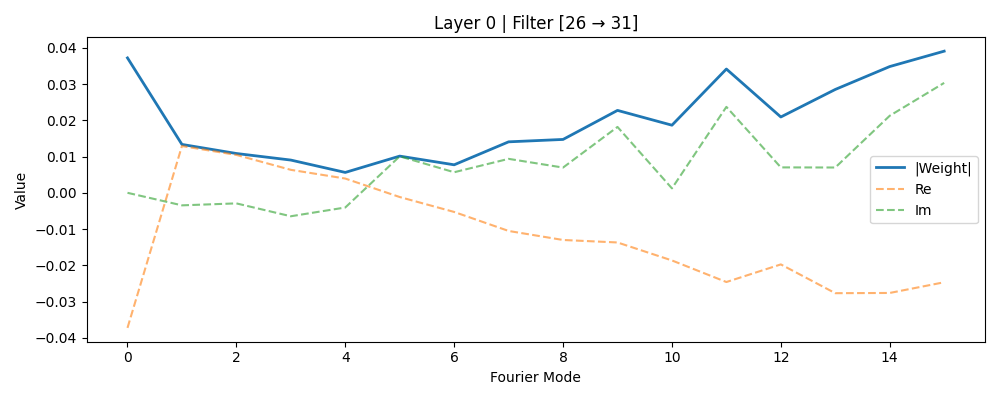 Layer 0 | Filter [26 → 31]
Value
0.04
0.03
0.02
0.01
0.00
−0.01
−0.02
−0.03
−0.04
|Weight|
Re
Im
0 2 4 6 8 10 12 14
Fourier Mode